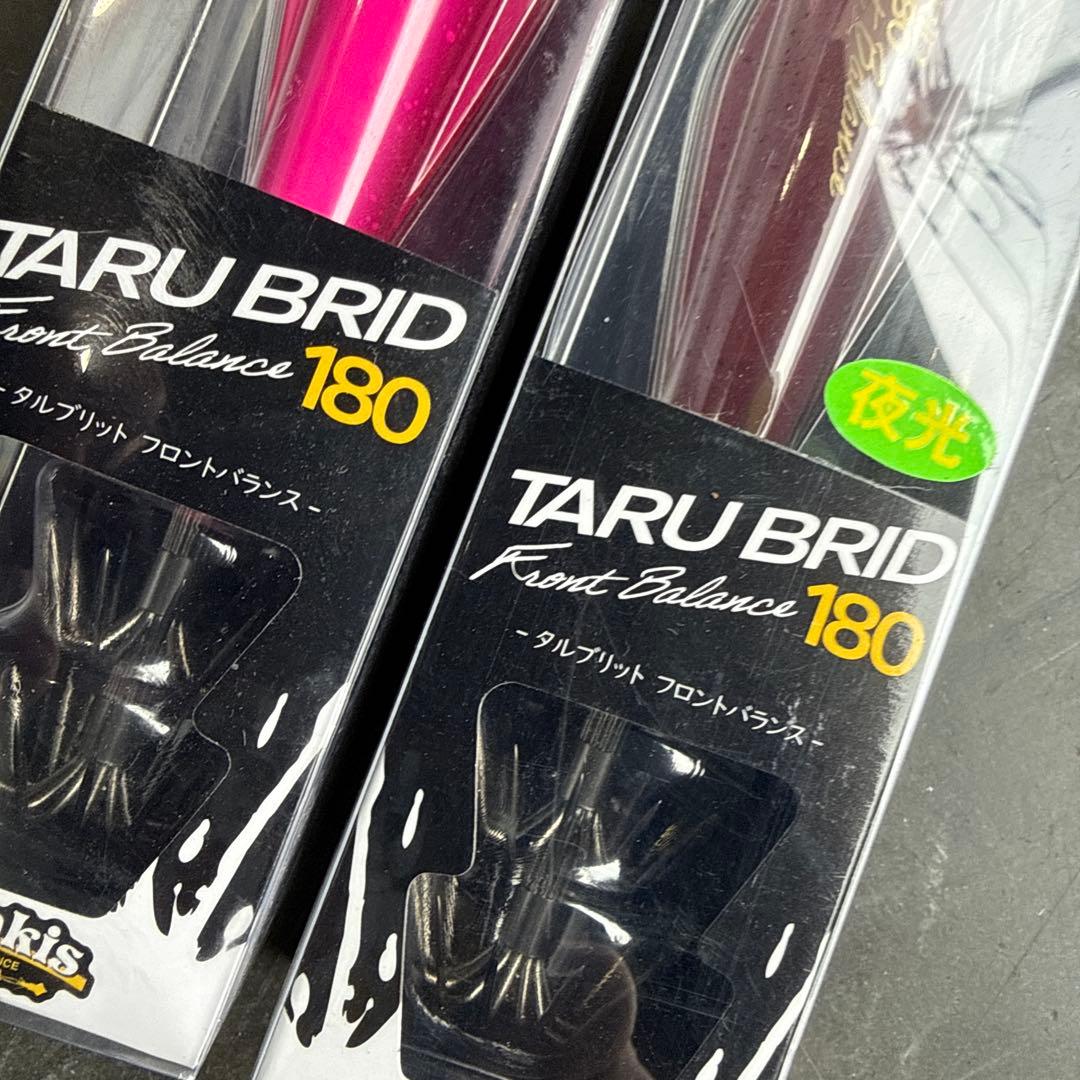 TARU BRID
Front Balance 180
- タルブリット フロントバランス -
kis
Balance
夜光
TARU BRID
Front Balance 180
- タルブリット フロントバランス -